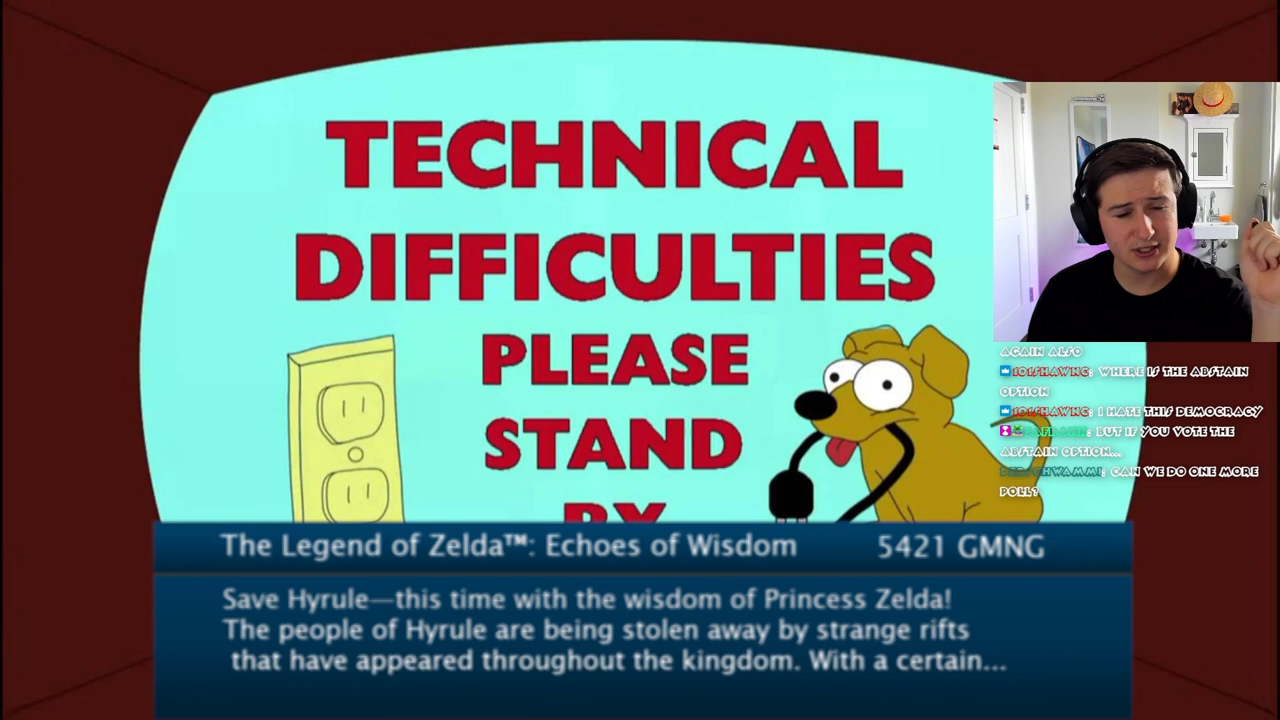 TECHNICAL
DIFFICULTIES
PLEASE
STAND
BY
AGAIN ALSO
101SHAWNG: WHERE IS THE ABSTAIN
OPTION
101SHAWNG: I HATE THIS DEMOCRACY
: BUT IF YOU VOTE THE
ABSTAIN OPTION...
: CAN WE DO ONE MORE
POLL?
The Legend of Zelda™: Echoes of Wisdom 5421 GMNG
Save Hyrule—this time with the wisdom of Princess Zelda!
The people of Hyrule are being stolen away by strange rifts
that have appeared throughout the kingdom. With a certain...